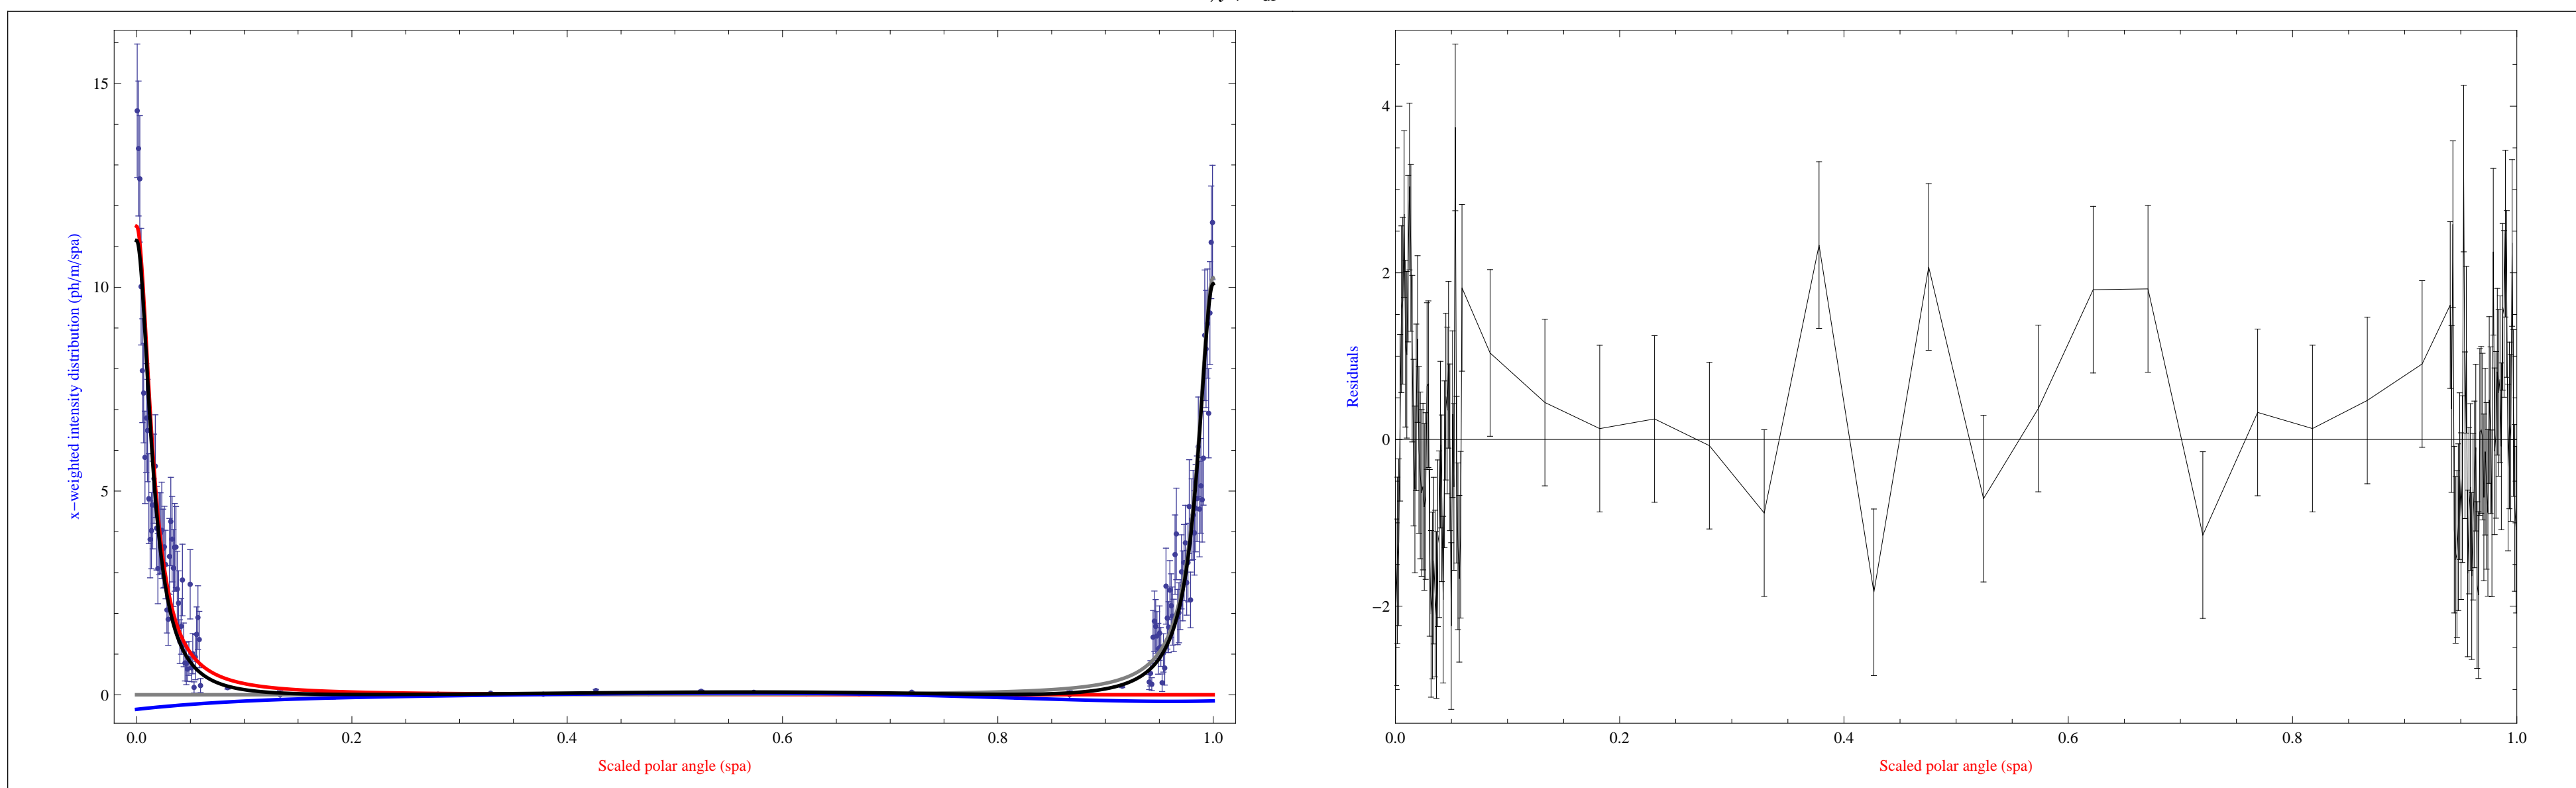 15
10
5
0
0.0 0.2 0.4 0.6 0.8 1.0
x-weighted intensity distribution (ph/m/spa)
Scaled polar angle (spa)
4
2
0
−2
0.0 0.2 0.4 0.6 0.8 1.0
Residuals
Scaled polar angle (spa)